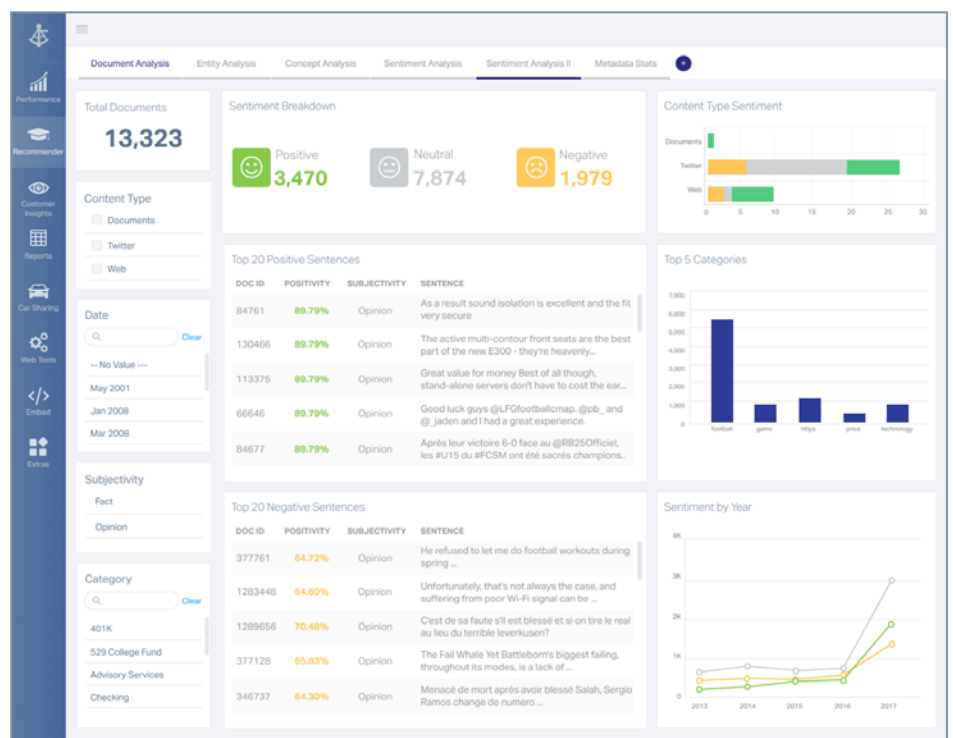 Document Analysis
Entity Analysis
Concept Analysis
Sentiment Analysis
Sentiment Analysis II
Metadata Stats
+
Performance
Recommender
Customer
Insights
Reports
Car Sharing
Web Tools
</>
Embed
Extras
Total Documents
13,323
Content Type
Documents
Twitter
Web
Date
Clear
-- No Value ---
May 2001
Jan 2008
Mar 2008
Subjectivity
Fact
Opinion
Category
Clear
401K
529 College Fund
Advisory Services
Checking
Sentiment Breakdown
Positive
3,470
Neutral
7,874
Negative
1,979
Top 20 Positive Sentences
DOC ID POSITIVITY SUBJECTIVITY SENTENCE
84761 89.79% Opinion As a result sound isolation is excellent and the fit
very secure
130466 89.79% Opinion The active multi-contour front seats are the best
part of the new E300 - they're heavenly...
113375 89.79% Opinion Great value for money Best of all though,
stand-alone servers don't have to cost the ear...
66646 89.79% Opinion Good luck guys @LFGfootballcmap. @pb_ and
@_jaden and I had a great experience.
84677 89.79% Opinion Après leur victoire 6-0 face au @RB25Officiel,
les #U15 du #FCSM ont été sacrés champions..
Top 20 Negative Sentences
DOC ID POSITIVITY SUBJECTIVITY SENTENCE
377761 64.72% Opinion He refused to let me do football workouts during
spring ...
1283448 64.60% Opinion Unfortunately, that's not always the case, and
suffering from poor Wi-Fi signal can be ...
1289656 70.48% Opinion C'est de sa faute s'il est blessé et si on tire le real
au lieu du terrible leverkusen?
377128 65.83% Opinion The Fail Whale Yet Battleborn's biggest failing,
throughout its modes, is a lack of ...
346737 64.30% Opinion Menacé de mort après avoir blessé Salah, Sergio
Ramos change de numero ...
Content Type Sentiment
Documents
Twitter
Web
0 5 10 15 20 25 30
Top 5 Categories
7,000
6,000
5,000
4,000
3,000
2,000
1,000
0
football game https price technology
Sentiment by Year
4K
3K
2K
1K
0
2013 2014 2015 2016 2017